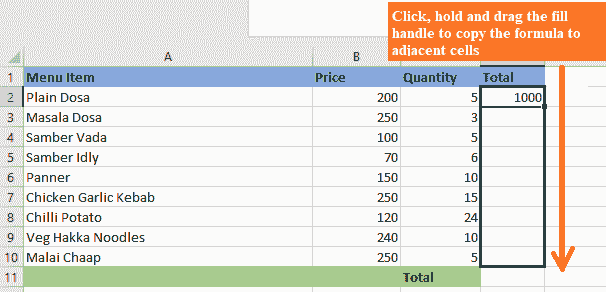 Click, hold and drag the fill
handle to copy the formula to
adjacent cells
A B
1 Menu Item Price Quantity Total
2 Plain Dosa 200 5 1000
3 Masala Dosa 250 3
4 Samber Vada 100 5
5 Samber Idly 70 6
6 Panner 150 10
7 Chicken Garlic Kebab 250 15
8 Chilli Potato 120 24
9 Veg Hakka Noodles 240 10
10 Malai Chaap 250 5
11 Total